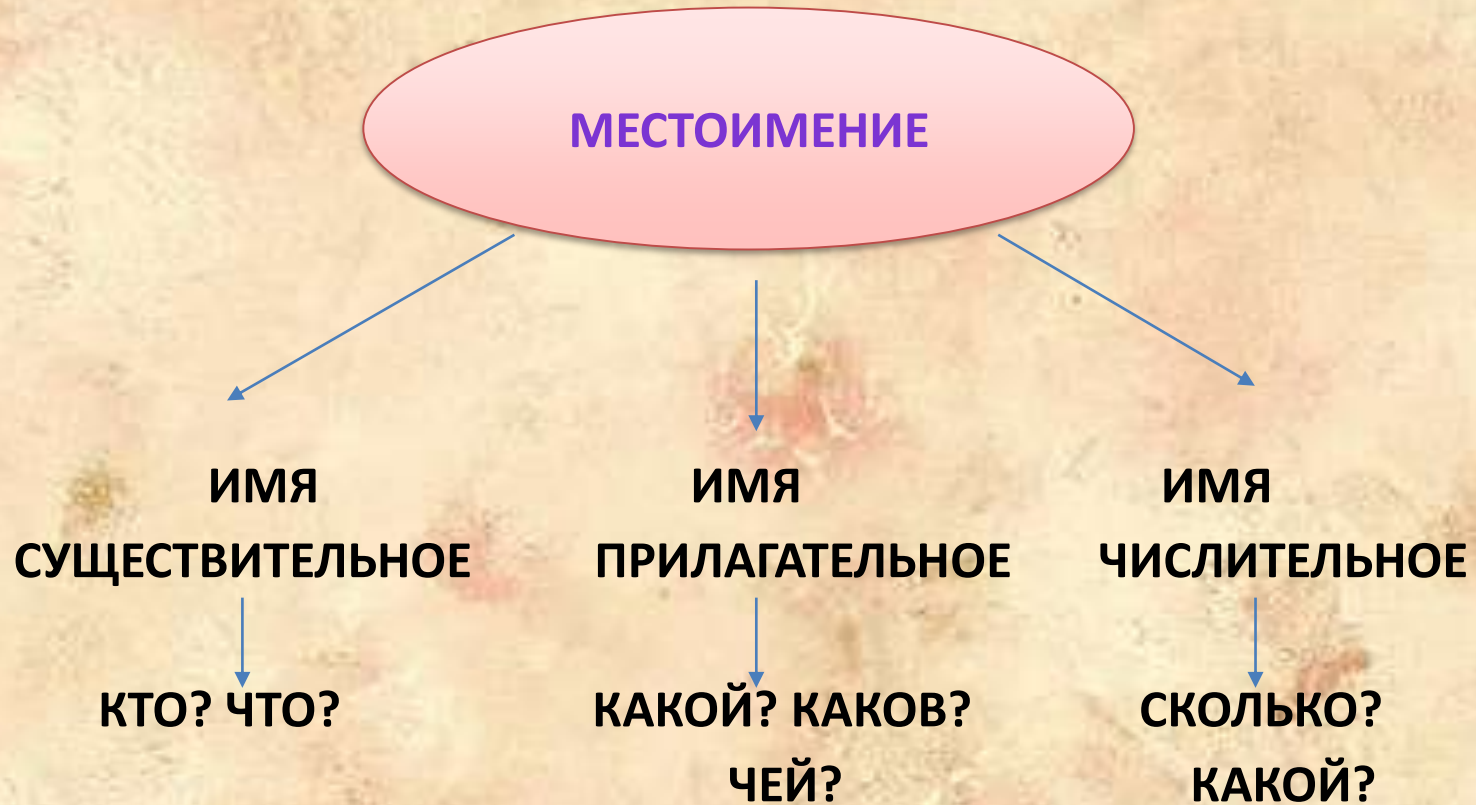 МЕСТОИМЕНИЕ
ИМЯ
СУЩЕСТВИТЕЛЬНОЕ
КТО? ЧТО?
ИМЯ
ПРИЛАГАТЕЛЬНОЕ
КАКОЙ? КАКОВ?
ЧЕЙ?
ИМЯ
ЧИСЛИТЕЛЬНОЕ
СКОЛЬКО?
КАКОЙ?